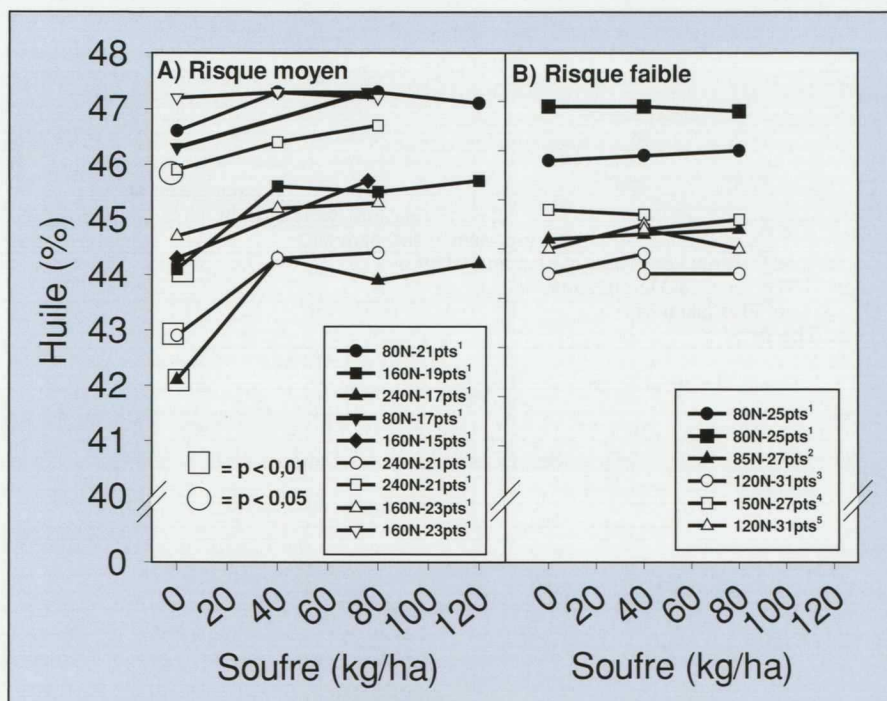 A) Risque moyen
B) Risque faible
Huile (%)
48
47
46
45
44
43
42
41
40
0
80N-21pts¹
160N-19pts¹
240N-17pts¹
80N-17pts¹
160N-15pts¹
240N-21pts¹
240N-21pts¹
160N-23pts¹
160N-23pts¹
= p < 0,01
= p < 0,05
80N-25pts¹
80N-25pts¹
85N-27pts²
120N-31pts³
150N-27pts⁴
120N-31pts⁵
0 20 40 60 80 100 120
0 20 40 60 80 100 120
Soufre (kg/ha)
Soufre (kg/ha)